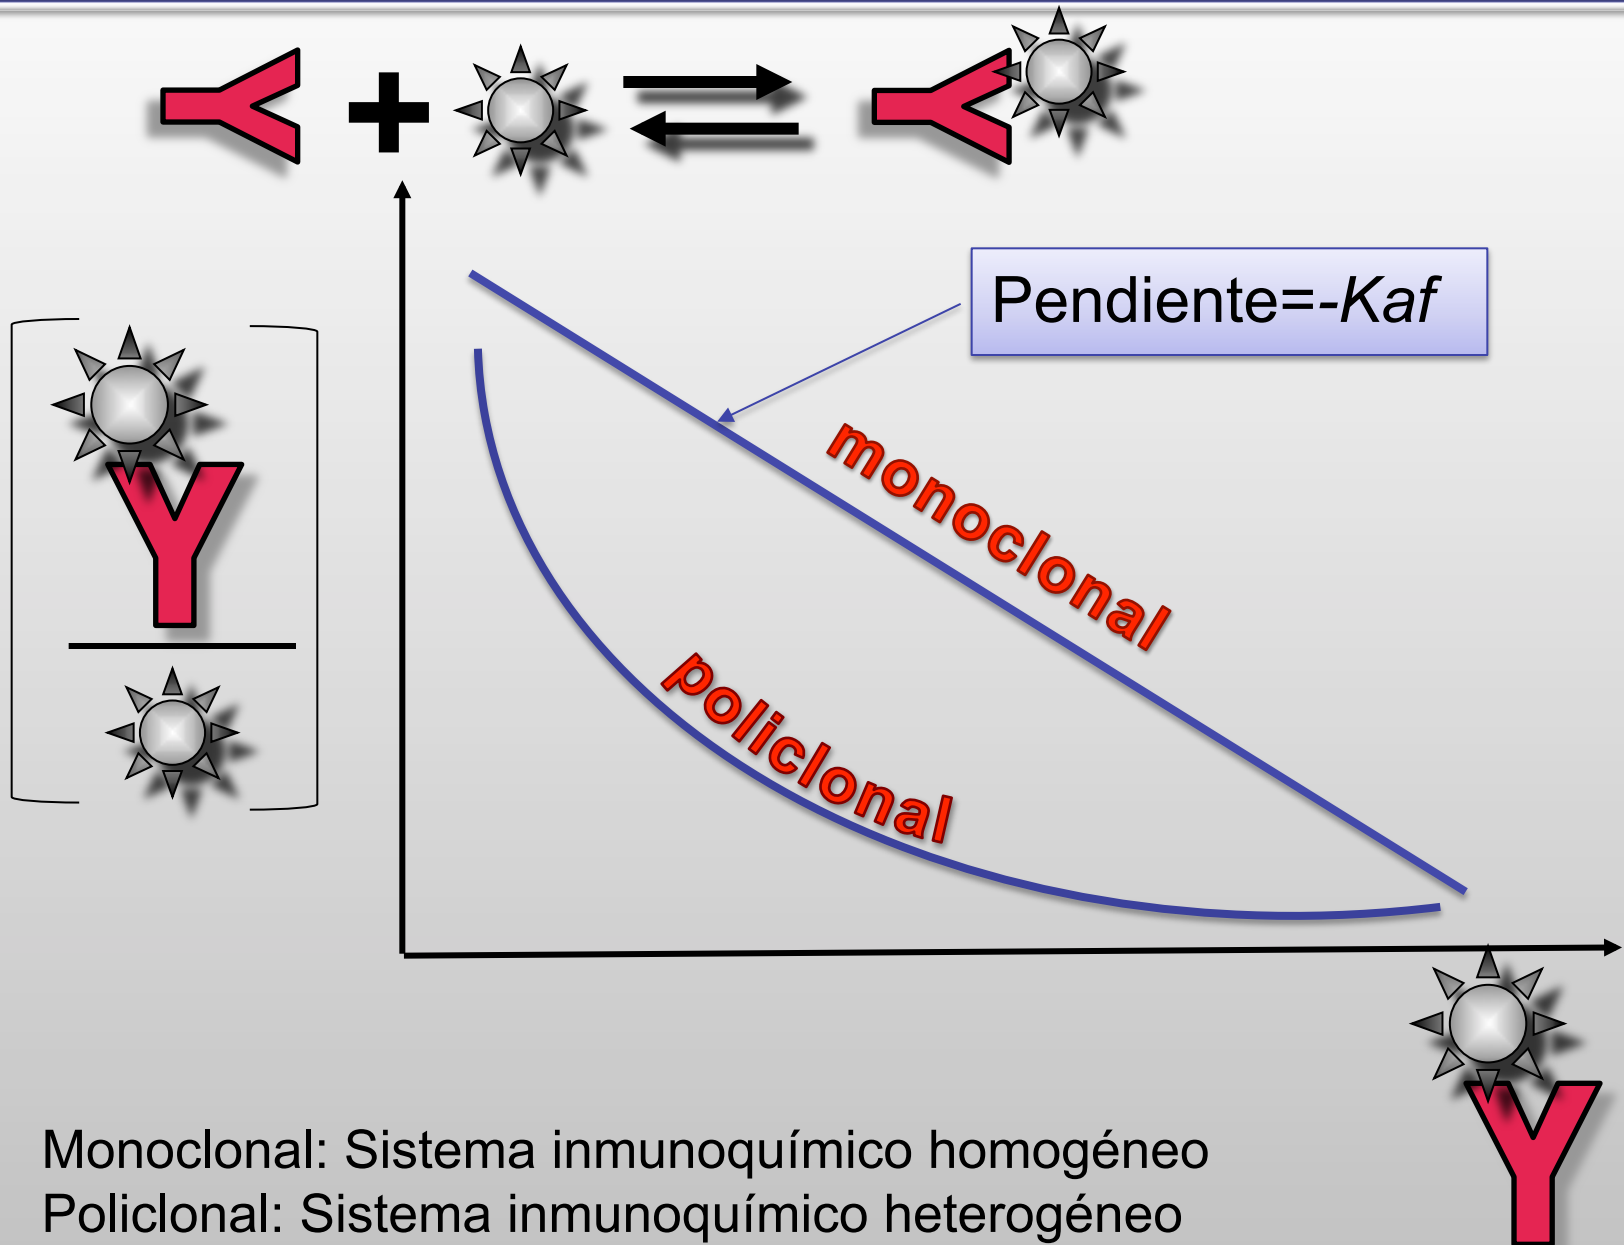 Pendiente=-Kaf
monoclonal
policlonal
Monoclonal: Sistema inmunoquímico homogéneo
Policlonal: Sistema inmunoquímico heterogéneo